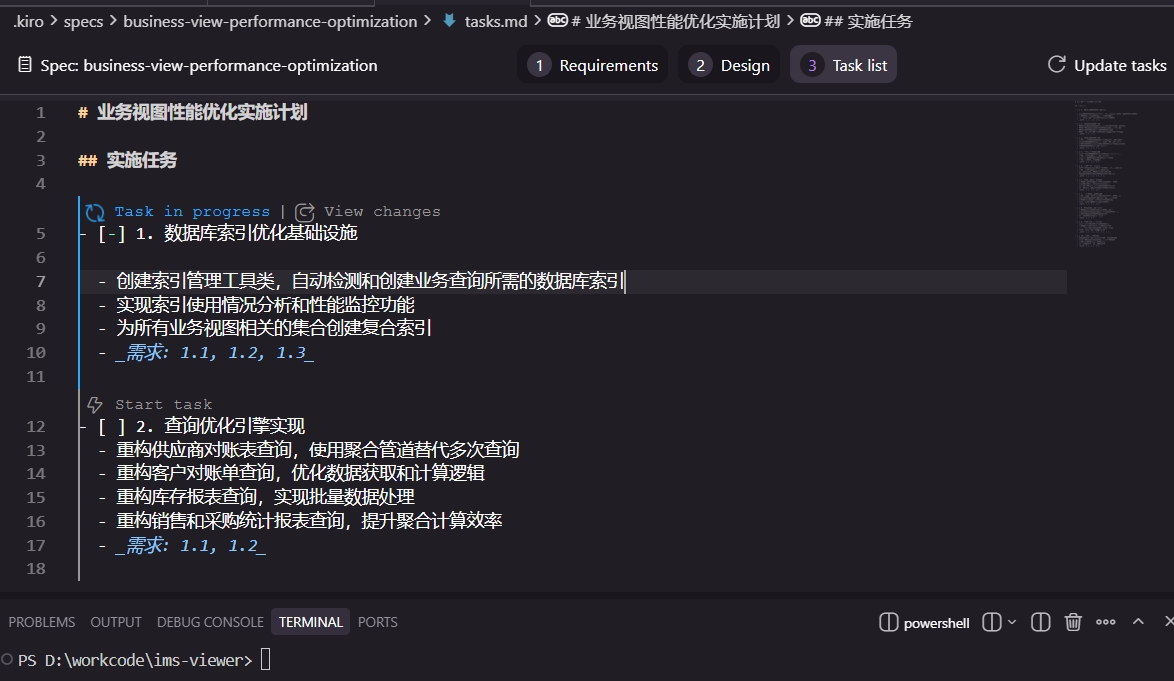 .kiro > specs > business-view-performance-optimization > tasks.md > # 业务视图性能优化实施计划 > ## 实施任务
Spec: business-view-performance-optimization 1 Requirements 2 Design 3 Task list Update tasks
1 # 业务视图性能优化实施计划
2
3 ## 实施任务
4
Task in progress | View changes
5 - [-] 1. 数据库索引优化基础设施
6
7 - 创建索引管理工具类，自动检测和创建业务查询所需的数据库索引
8 - 实现索引使用情况分析和性能监控功能
9 - 为所有业务视图相关的集合创建复合索引
10 - _需求: 1.1, 1.2, 1.3_
11
Start task
12 - [ ] 2. 查询优化引擎实现
13 - 重构供应商对账表查询，使用聚合管道替代多次查询
14 - 重构客户对账单查询，优化数据获取和计算逻辑
15 - 重构库存报表查询，实现批量数据处理
16 - 重构销售和采购统计报表查询，提升聚合计算效率
17 - _需求: 1.1, 1.2_
18
PROBLEMS OUTPUT DEBUG CONSOLE TERMINAL PORTS powershell
PS D:\workcode\ims-viewer>